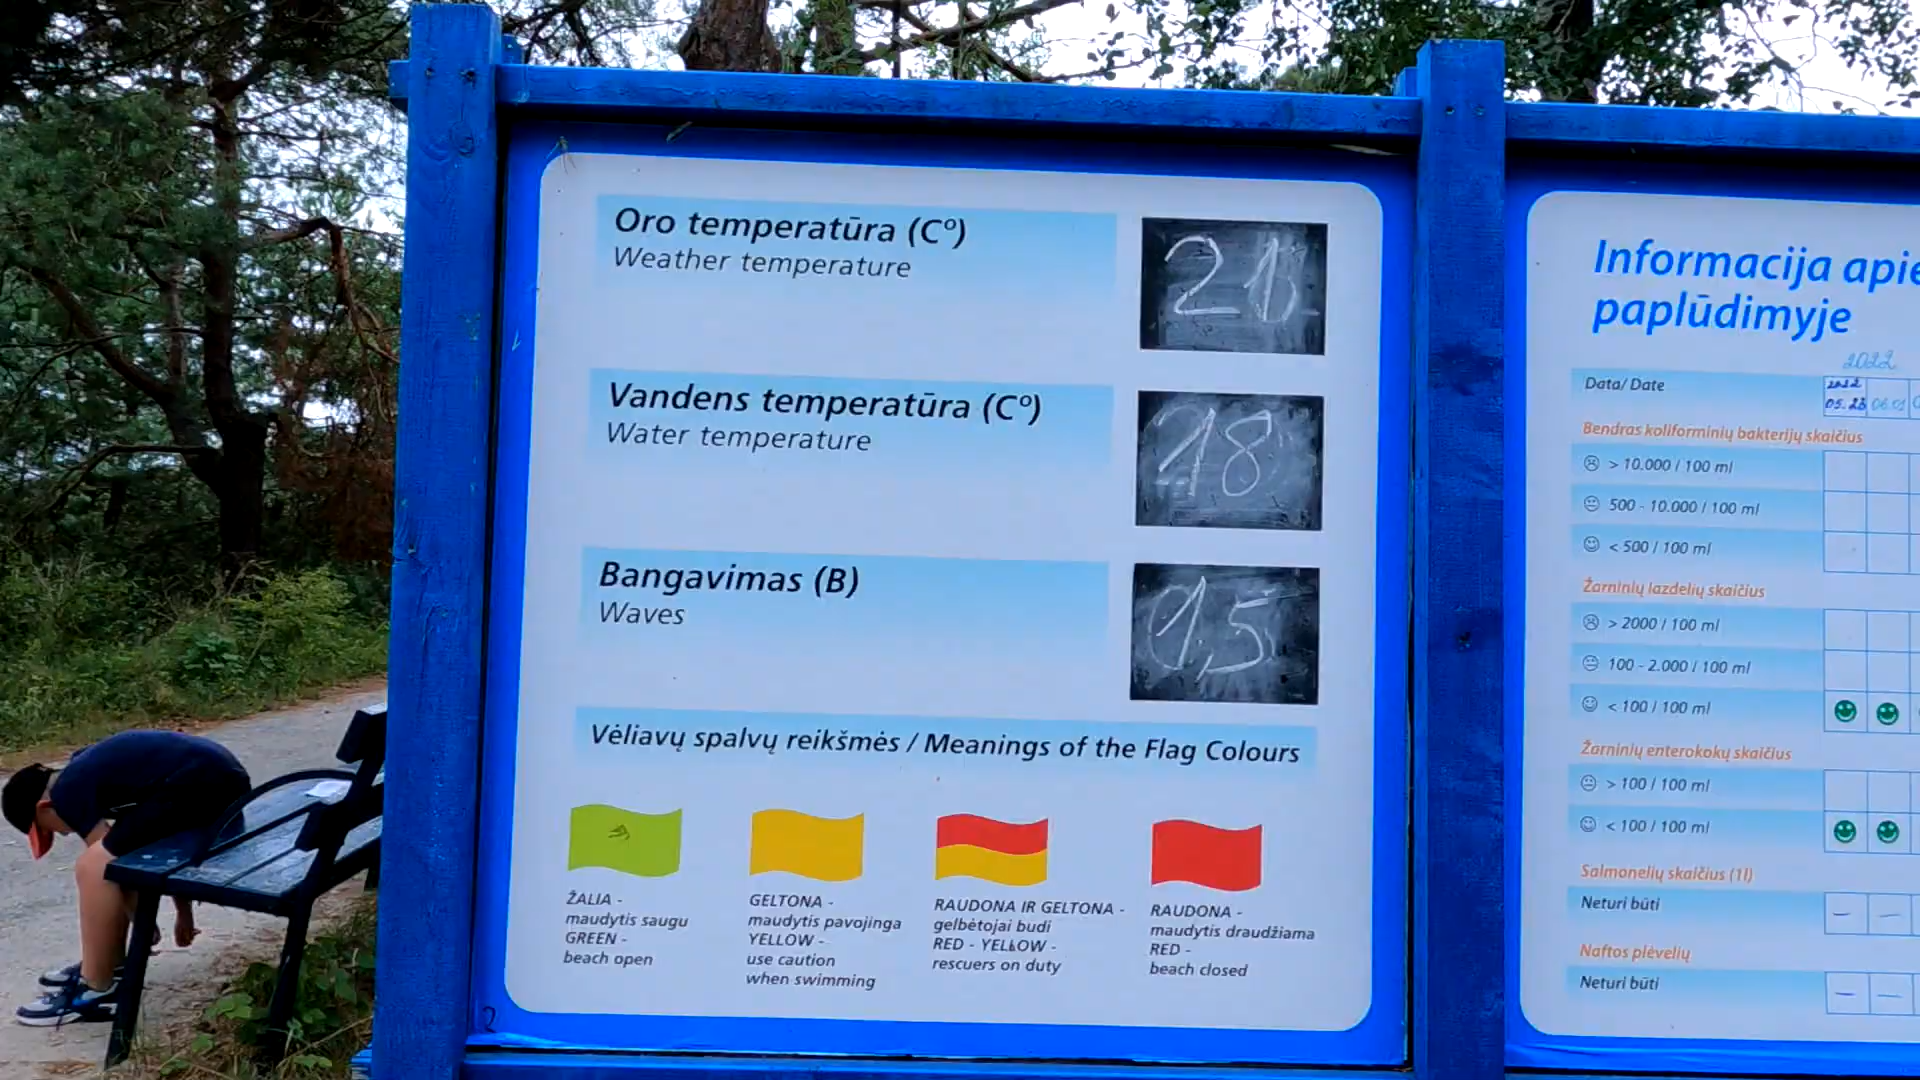 Oro temperatūra (Cº)
Weather temperature
Vandens temperatūra (Cº)
Water temperature
18
Bangavimas (B)
Waves
Vėliavų spalvų reikšmės / Meanings of the Flag Colours
ŽALIA -
maudytis saugu
GREEN -
beach open
GELTONA -
maudytis pavojinga
YELLOW -
use caution
when swimming
RAUDONA IR GELTONA -
gelbėtojai budi
RED - YELLOW -
rescuers on duty
RAUDONA -
maudytis draudžiama
RED -
beach closed
2
Informacija apie
paplūdimyje
2022
Data/ Date
2022
Bendras koliforminių bakterijų skaičius
> 10.000 / 100 ml
500 - 10.000 / 100 ml
< 500 / 100 ml
Žarninių lazdelių skaičius
> 2000 / 100 ml
100 - 2.000 / 100 ml
< 100 / 100 ml
Žarninių enterokokų skaičius
> 100 / 100 ml
< 100 / 100 ml
Salmonelių skaičius (1l)
Neturi būti
Naftos plėvelių
Neturi būti